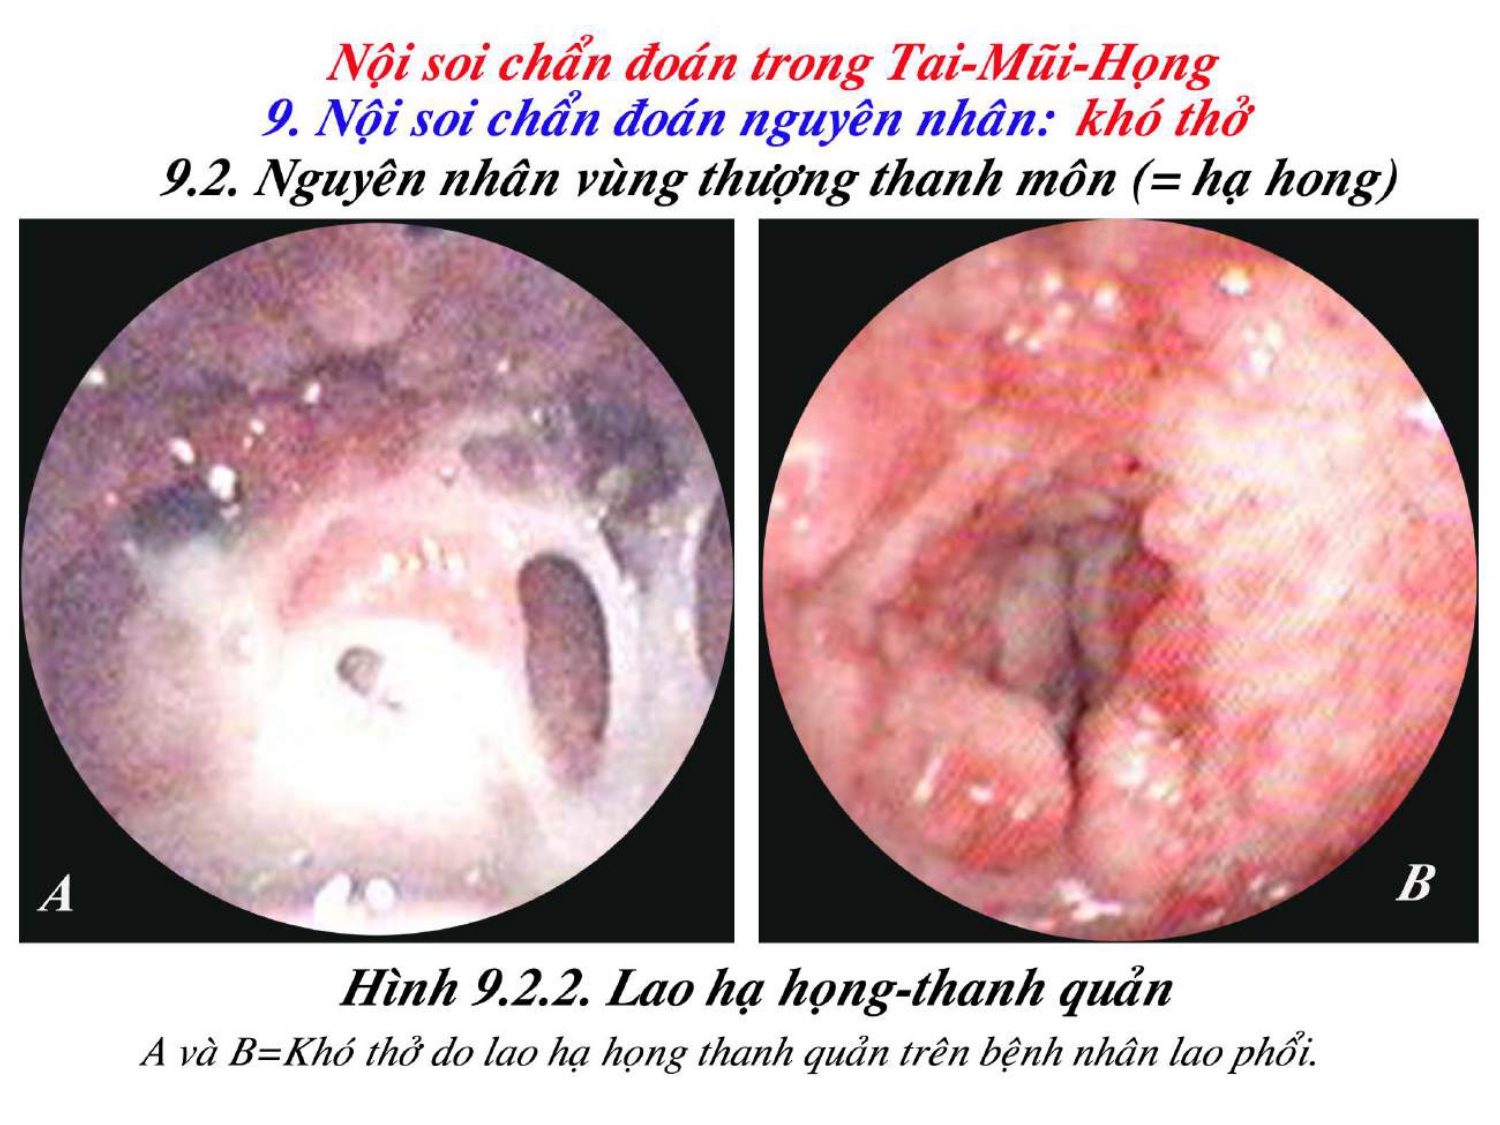 Nội soi chẩn đoán trong Tai-Mũi-Họng
9. Nội soi chẩn đoán nguyên nhân: khó thở
9.2. Nguyên nhân vùng thượng thanh môn (= hạ hong)
A
B
Hình 9.2.2. Lao hạ họng-thanh quản
A và B=Khó thở do lao hạ họng thanh quản trên bệnh nhân lao phổi.